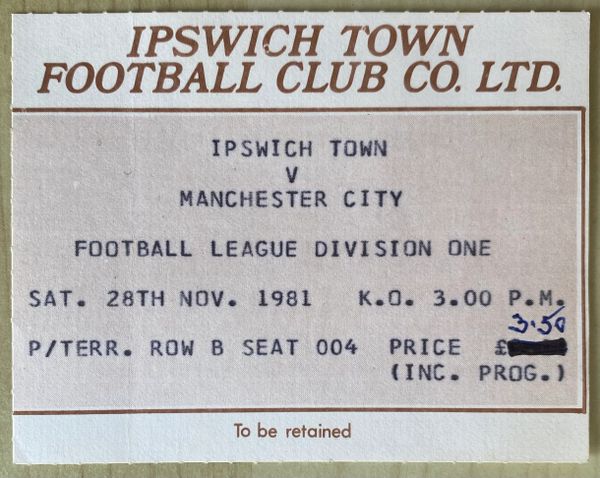 IPSWICH TOWN
FOOTBALL CLUB CO. LTD.
IPSWICH TOWN
V
MANCHESTER CITY
FOOTBALL LEAGUE DIVISION ONE
SAT. 28TH NOV. 1981 K.O. 3.00 P.M.
3.50
P/TERR. ROW B SEAT 004 PRICE £
(INC. PROG.)
To be retained